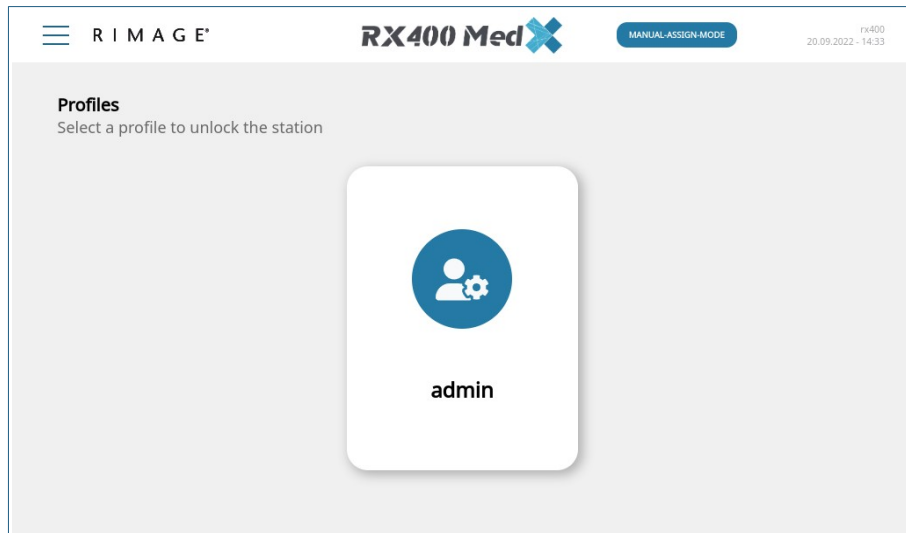 RIMAGE®
RX400 MedX
MANUAL-ASSIGN-MODE
rx400
20.09.2022 - 14:33
Profiles
Select a profile to unlock the station
admin